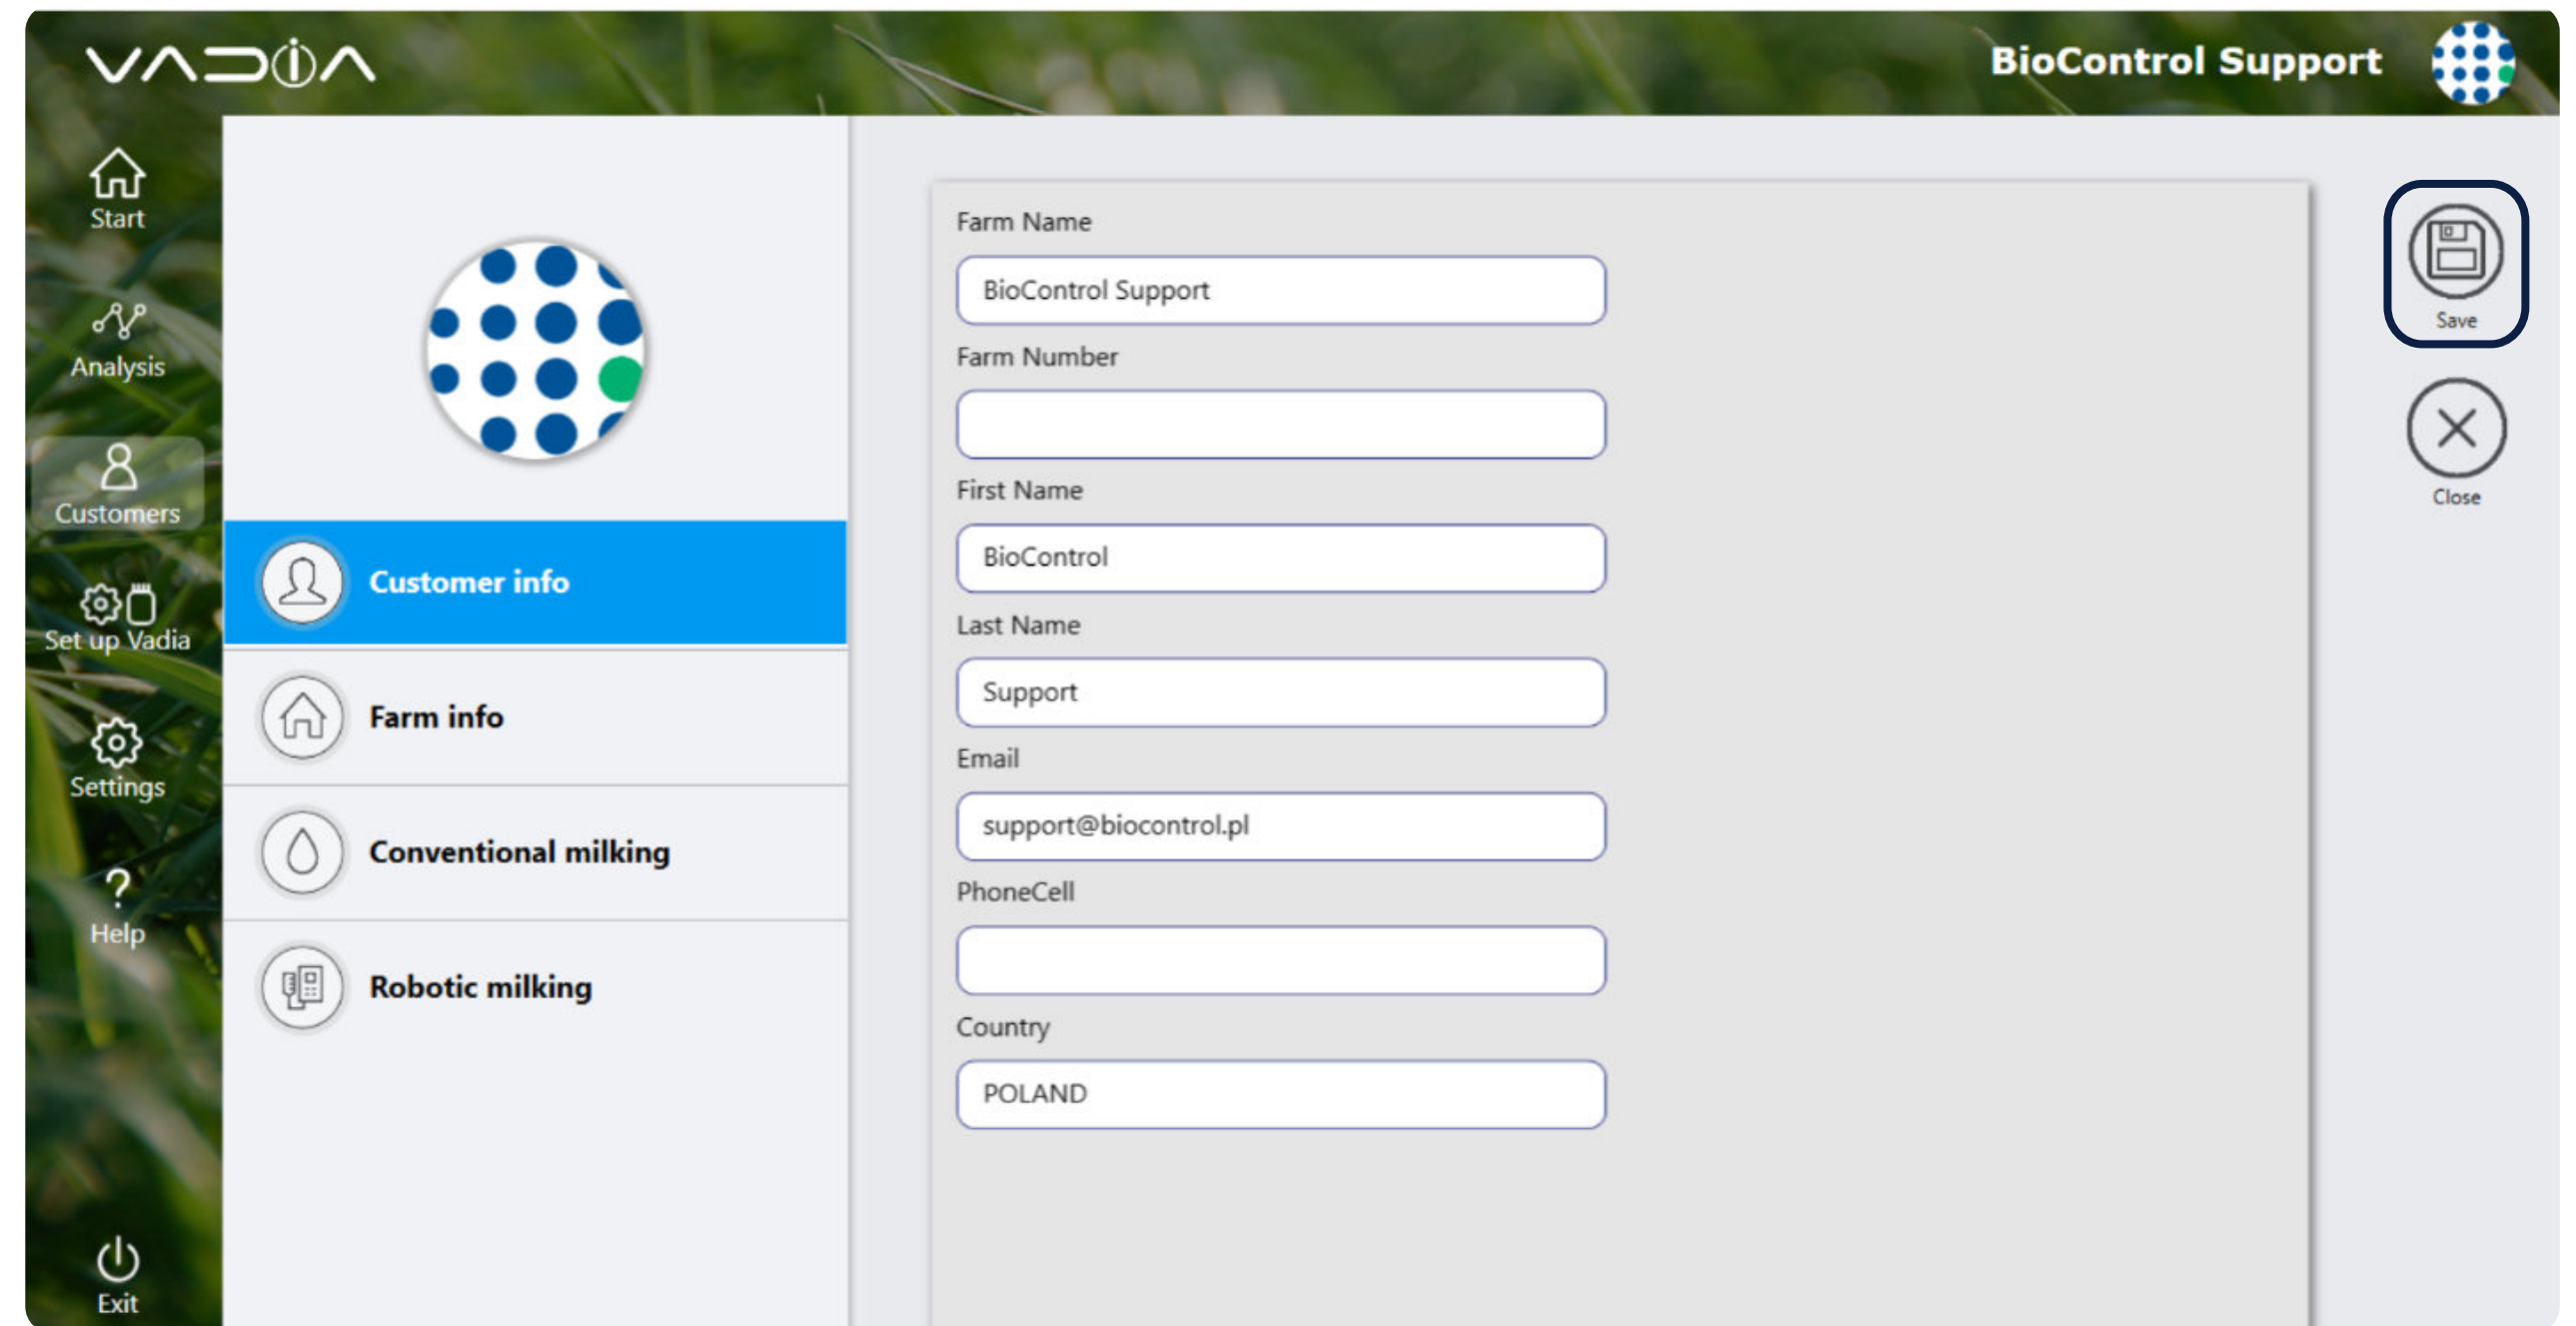 VADIA
BioControl Support
Start
Analysis
Customers
Set up Vadia
Settings
?
Help
Exit
Customer info
Farm info
Conventional milking
Robotic milking
Farm Name
BioControl Support
Farm Number
First Name
BioControl
Last Name
Support
Email
support@biocontrol.pl
PhoneCell
Country
POLAND
Save
Close